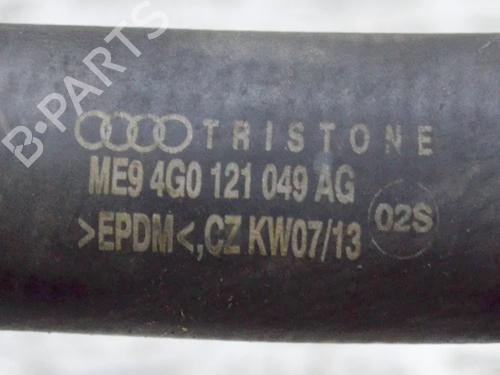 B-PARTS
TRISTONE
ME9 4G0 121 049 AG
>EPDM<,CZ KW07/13 02S